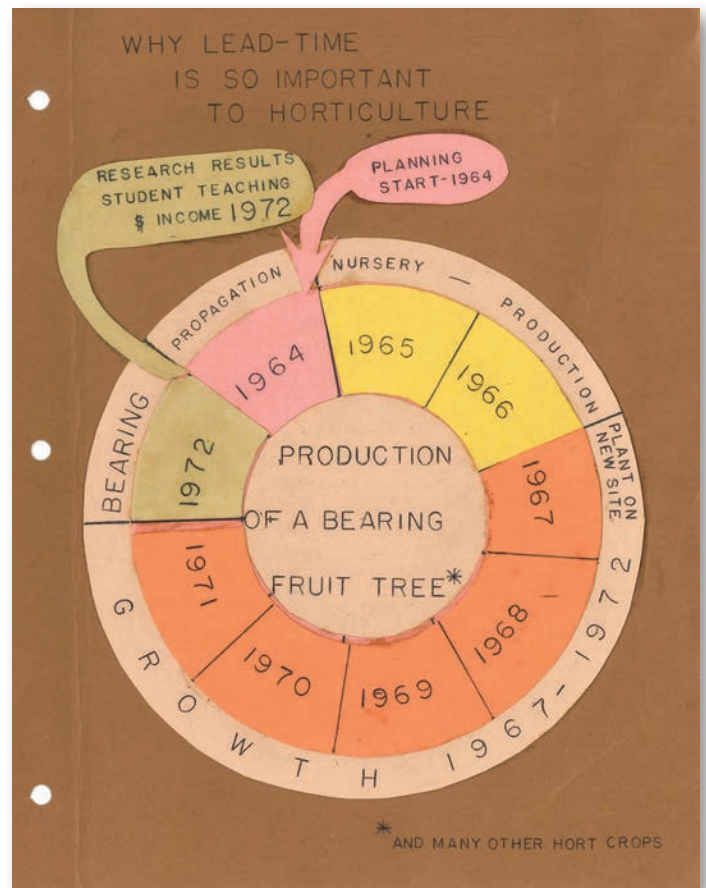 WHY LEAD-TIME
IS SO IMPORTANT
TO HORTICULTURE
RESEARCH RESULTS
STUDENT TEACHING
$ INCOME 1972
PLANNING
START-1964
PROPAGATION
NURSERY — PRODUCTION
PLANT ON
NEW SITE
GROWTH 1967-1972
BEARING
1964
1965
1966
1967
1968
1969
1970
1971
1972
PRODUCTION
OF A BEARING
FRUIT TREE*
*AND MANY OTHER HORT CROPS